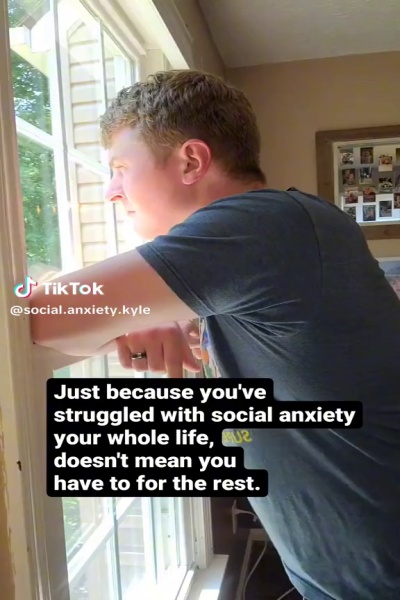 TikTok
@social.anxiety.kyle
Just because you've
struggled with social anxiety
your whole life,
doesn't mean you
have to for the rest.